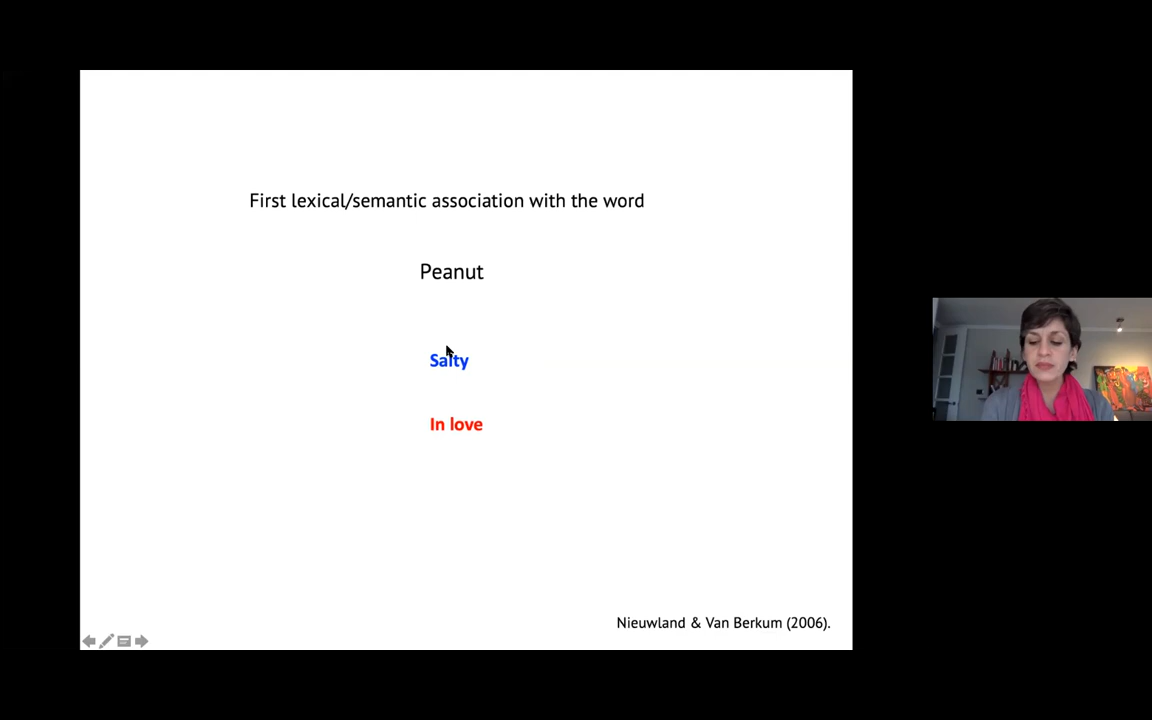 First lexical/semantic association with the word
Peanut
Salty
In love
Nieuwland & Van Berkum (2006).